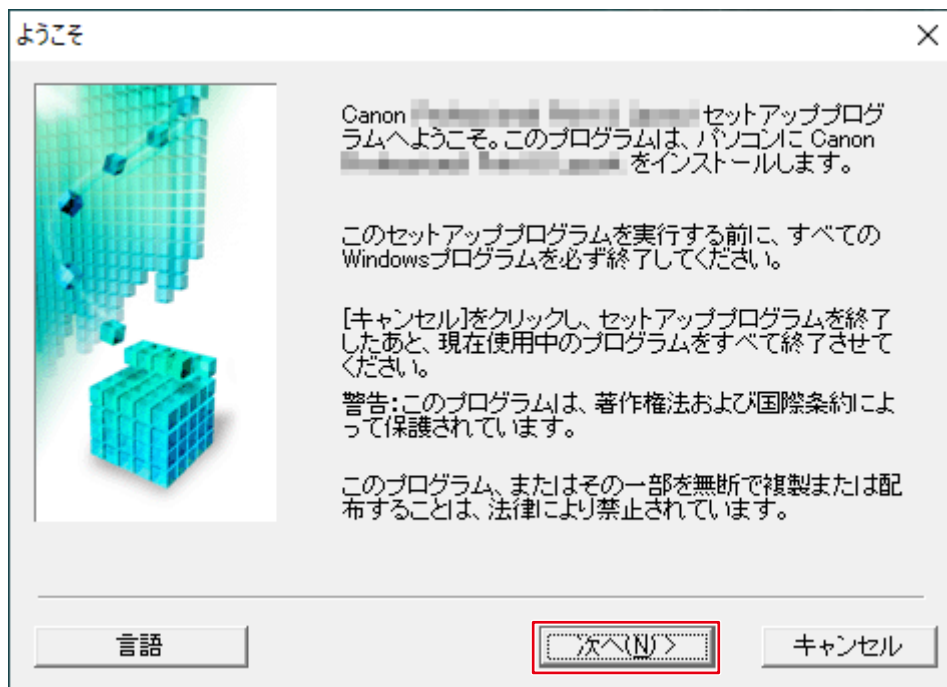 ようこそ
Canon セットアッププログ
ラムへようこそ。このプログラムは、パソコンに Canon
をインストールします。
このセットアッププログラムを実行する前に、すべての
Windowsプログラムを必ず終了してください。
[キャンセル]をクリックし、セットアッププログラムを終了
したあと、現在使用中のプログラムをすべて終了させて
ください。
警告:このプログラムは、著作権法および国際条約によ
って保護されています。
このプログラム、またはその一部を無断で複製または配
布することは、法律により禁止されています。
言語
次へ(N) >
キャンセル